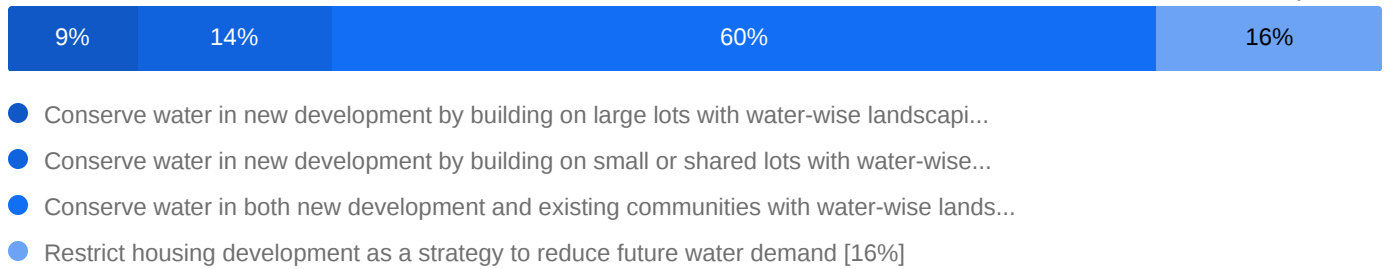 9% 14% 60% 16%
Conserve water in new development by building on large lots with water-wise landscapi...
Conserve water in new development by building on small or shared lots with water-wise...
Conserve water in both new development and existing communities with water-wise lands...
Restrict housing development as a strategy to reduce future water demand [16%]